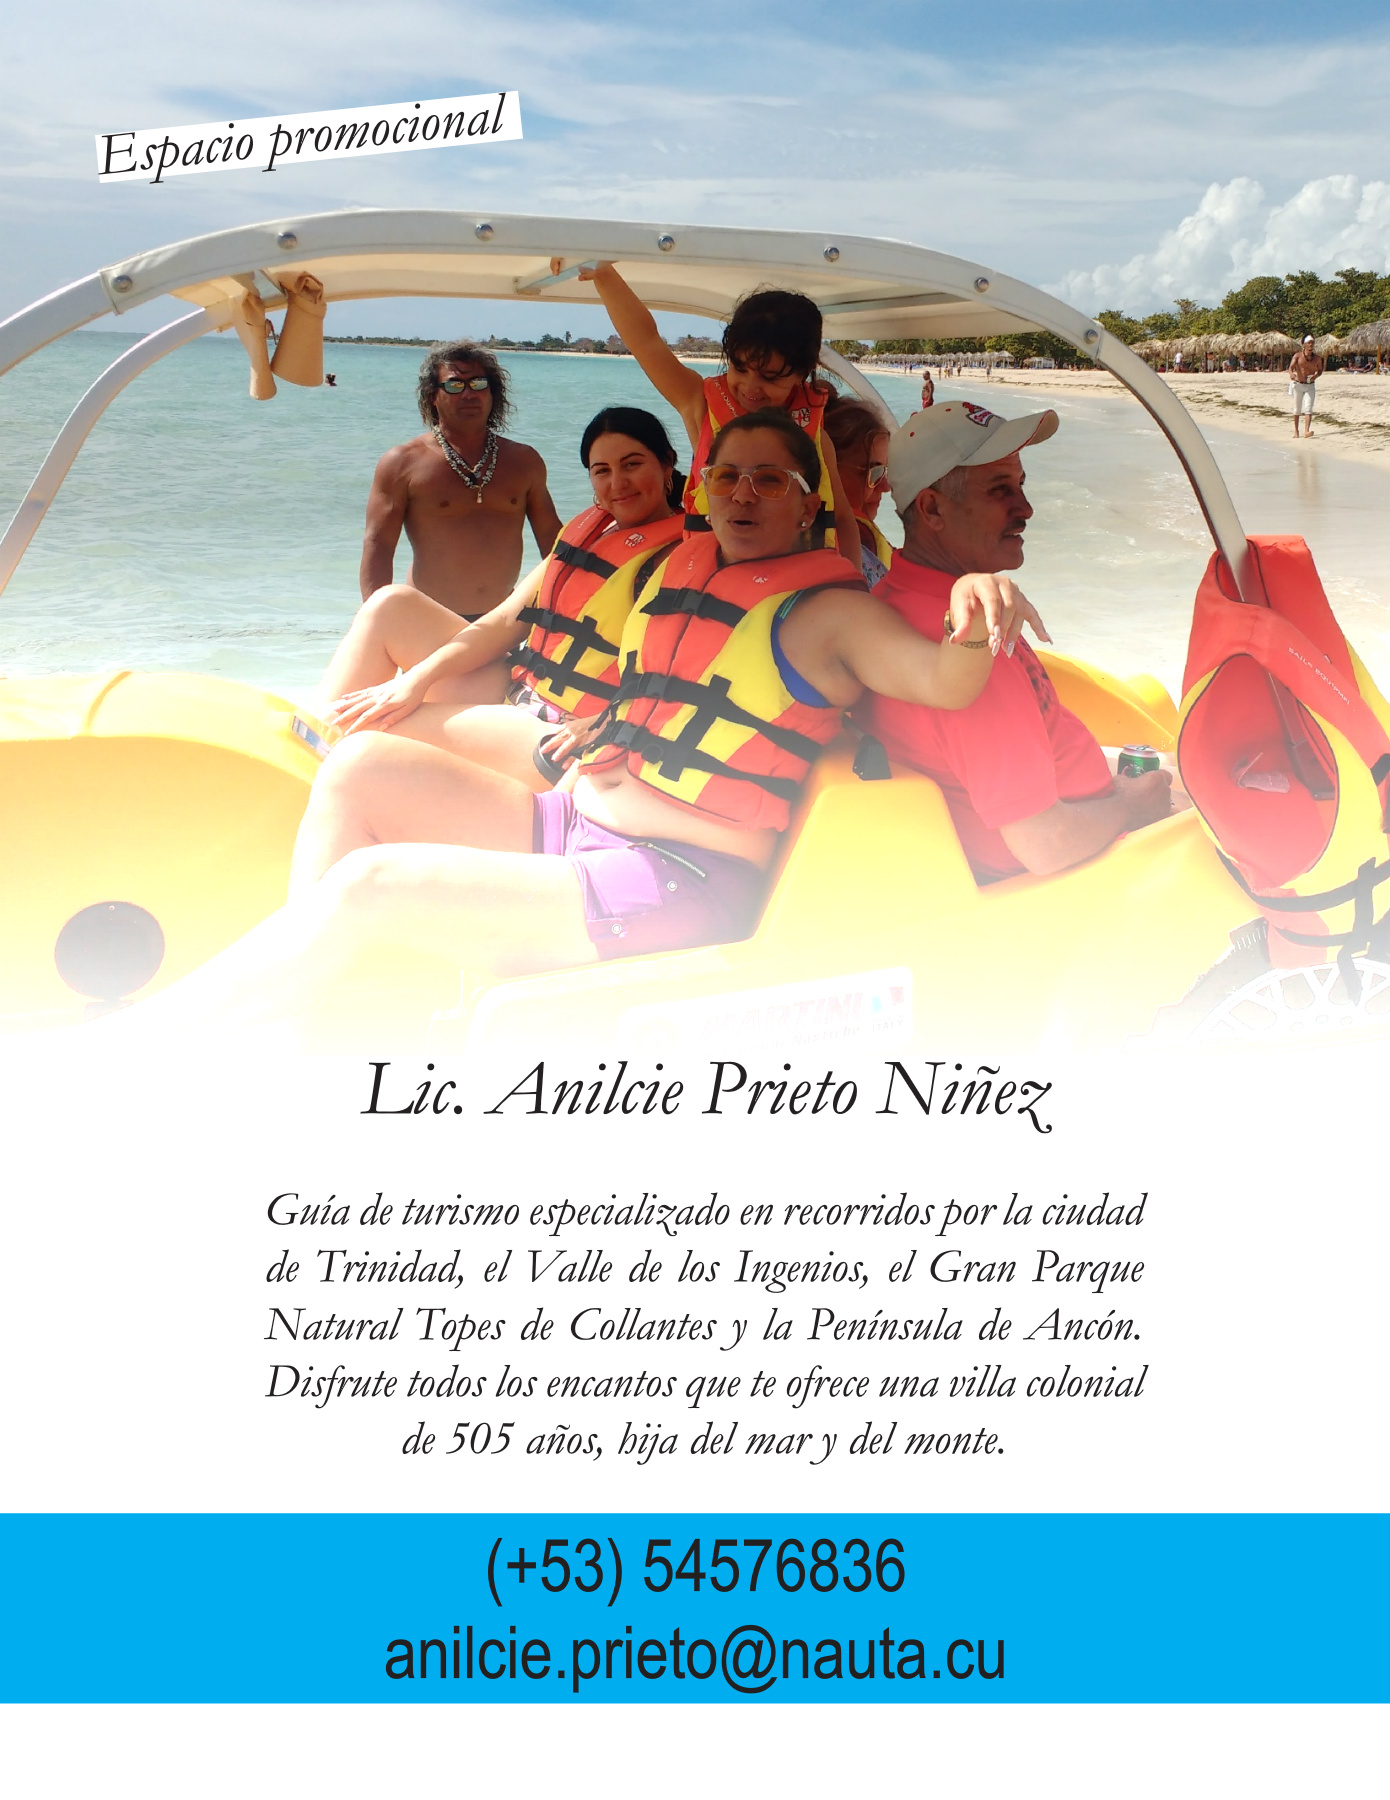 Espacio promocional
Lic. Anilcie Prieto Niñez
Guía de turismo especializado en recorridos por la ciudad
de Trinidad, el Valle de los Ingenios, el Gran Parque
Natural Topes de Collantes y la Península de Ancón.
Disfrute todos los encantos que te ofrece una villa colonial
de 505 años, hija del mar y del monte.
(+53) 54576836
anilcie.prieto@nauta.cu